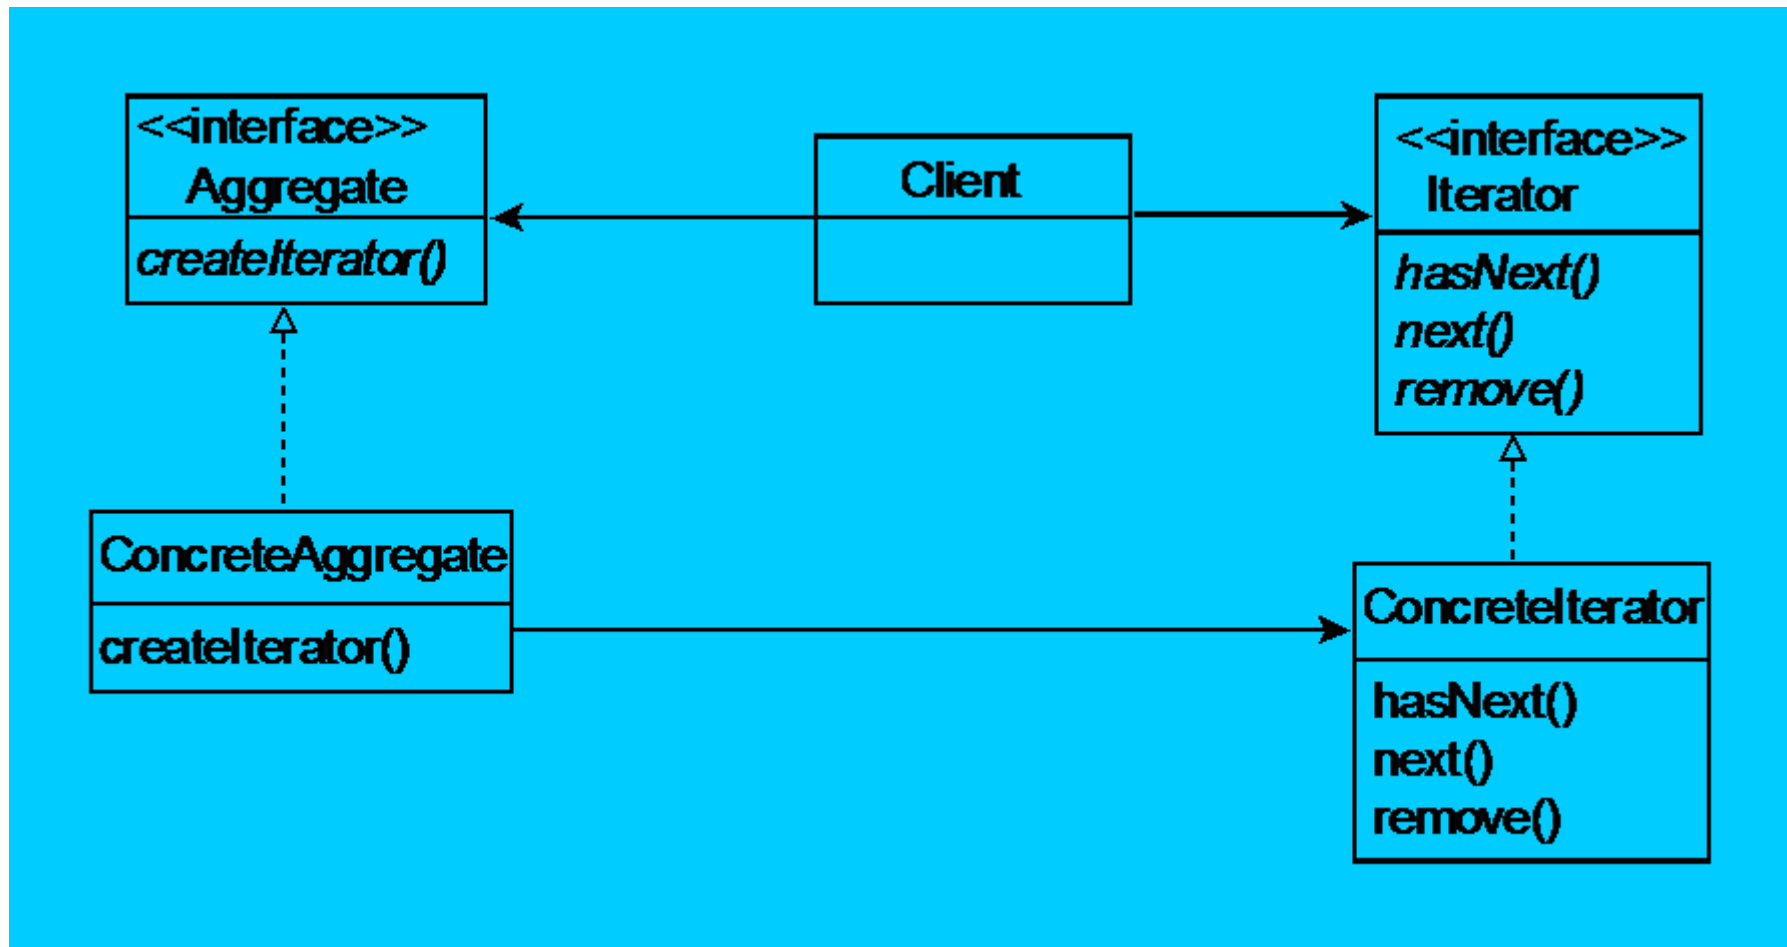 <<interface>>
Aggregate
createIterator()
Client
<<interface>>
Iterator
hasNext()
next()
remove()
ConcreteAggregate
createIterator()
ConcreteIterator
hasNext()
next()
remove()